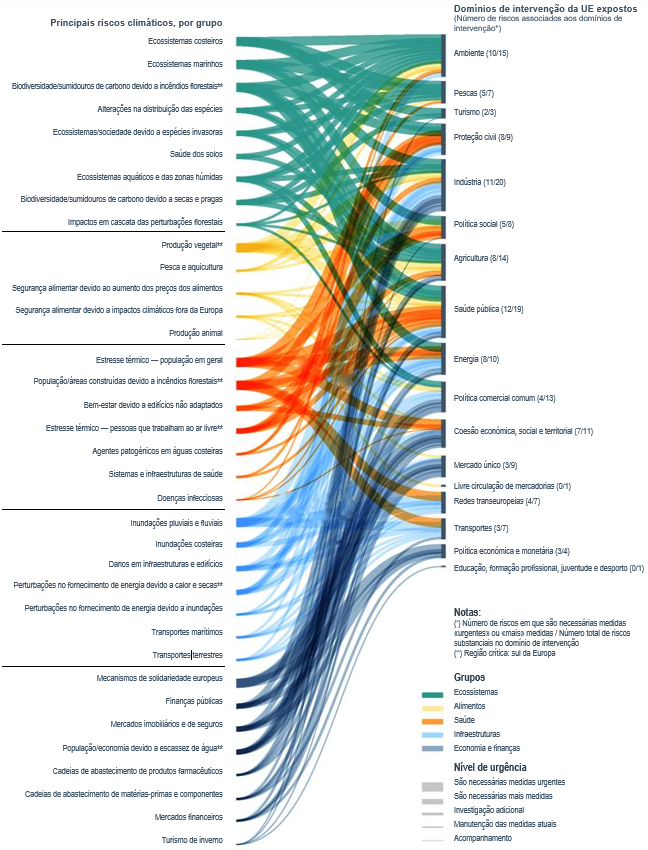 Principais riscos climáticos, por grupo
Ecossistemas costeiros
Ecossistemas marinhos
Biodiversidade/sumidouros de carbono devido a incêndios florestais**
Alterações na distribuição das espécies
Ecossistemas/sociedade devido a espécies invasoras
Saúde dos solos
Ecossistemas aquáticos e das zonas húmidas
Biodiversidade/sumidouros de carbono devido a secas e pragas
Impactos em cascata das perturbações florestais
Produção vegetal**
Pesca e aquicultura
Segurança alimentar devido ao aumento dos preços dos alimentos
Segurança alimentar devido a impactos climáticos fora da Europa
Produção animal
Estresse térmico — população em geral
População/áreas construídas devido a incêndios florestais**
Bem-estar devido a edifícios não adaptados
Estresse térmico — pessoas que trabalham ao ar livre**
Agentes patogénicos em águas costeiras
Sistemas e infraestruturas de saúde
Doenças infecciosas
Inundações pluviais e fluviais
Inundações costeiras
Danos em infraestruturas e edifícios
Perturbações no fornecimento de energia devido a calor e secas**
Perturbações no fornecimento de energia devido a inundações
Transportes marítimos
Transportes terrestres
Mecanismos de solidariedade europeus
Finanças públicas
Mercados imobiliários e de seguros
População/economia devido a escassez de água**
Cadeias de abastecimento de produtos farmacêuticos
Cadeias de abastecimento de matérias-primas e componentes
Mercados financeiros
Turismo de inverno
Domínios de intervenção da UE expostos
(Número de riscos associados aos domínios de
intervenção*)
Ambiente (10/15)
Pescas (5/7)
Turismo (2/3)
Proteção civil (8/9)
Indústria (11/20)
Política social (5/8)
Agricultura (8/14)
Saúde pública (12/19)
Energia (8/10)
Política comercial comum (4/13)
Coesão económica, social e territorial (7/11)
Mercado único (3/9)
Livre circulação de mercadorias (0/1)
Redes transeuropeias (4/7)
Transportes (3/7)
Política económica e monetária (3/4)
Educação, formação profissional, juventude e desporto (0/1)
Notas:
(*) Número de riscos em que são necessárias medidas
«urgentes» ou «mais» medidas / Número total de riscos
substanciais no domínio de intervenção
(**) Região crítica: sul da Europa
Grupos
Ecossistemas
Alimentos
Saúde
Infraestruturas
Economia e finanças
Nível de urgência
São necessárias medidas urgentes
São necessárias mais medidas
Investigação adicional
Manutenção das medidas atuais
Acompanhamento